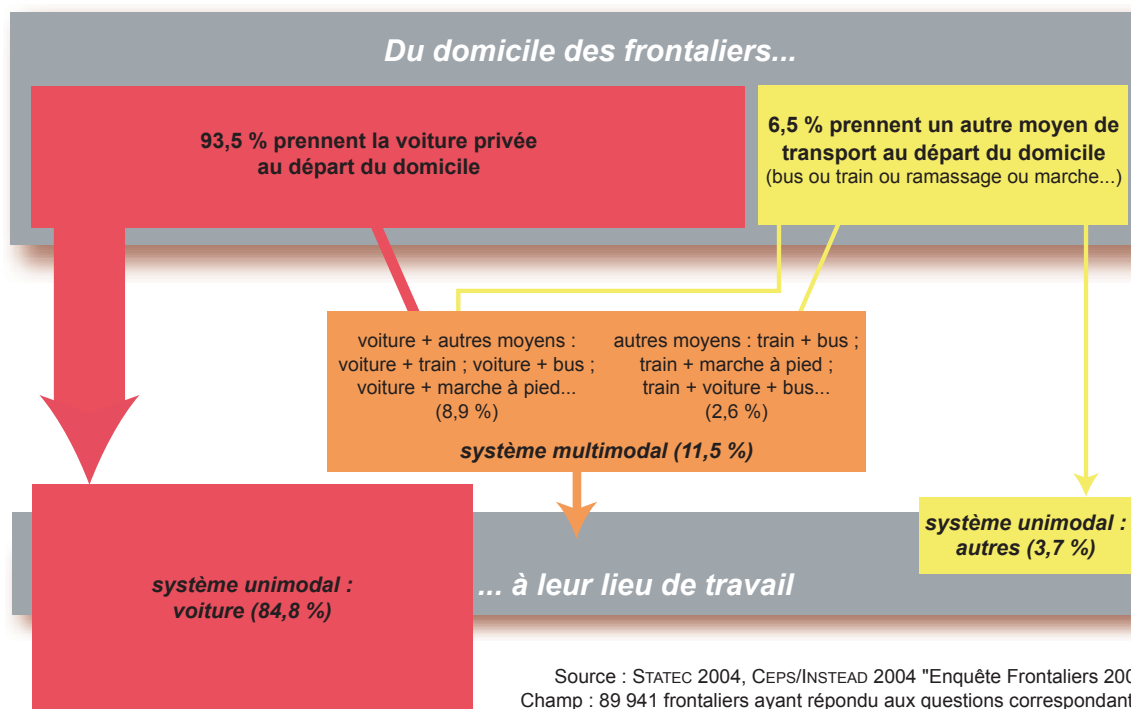 Du domicile des frontaliers...
93,5 % prennent la voiture privée
au départ du domicile
6,5 % prennent un autre moyen de
transport au départ du domicile
(bus ou train ou ramassage ou marche...)
voiture + autres moyens :
voiture + train ; voiture + bus ;
voiture + marche à pied...
(8,9 %)
autres moyens : train + bus ;
train + marche à pied ;
train + voiture + bus...
(2,6 %)
système multimodal (11,5 %)
système unimodal :
voiture (84,8 %)
système unimodal :
autres (3,7 %)
... à leur lieu de travail
Source : STATEC 2004, CEPS/INSTEAD 2004 "Enquête Frontaliers
Champ : 89 941 frontaliers ayant répondu aux questions